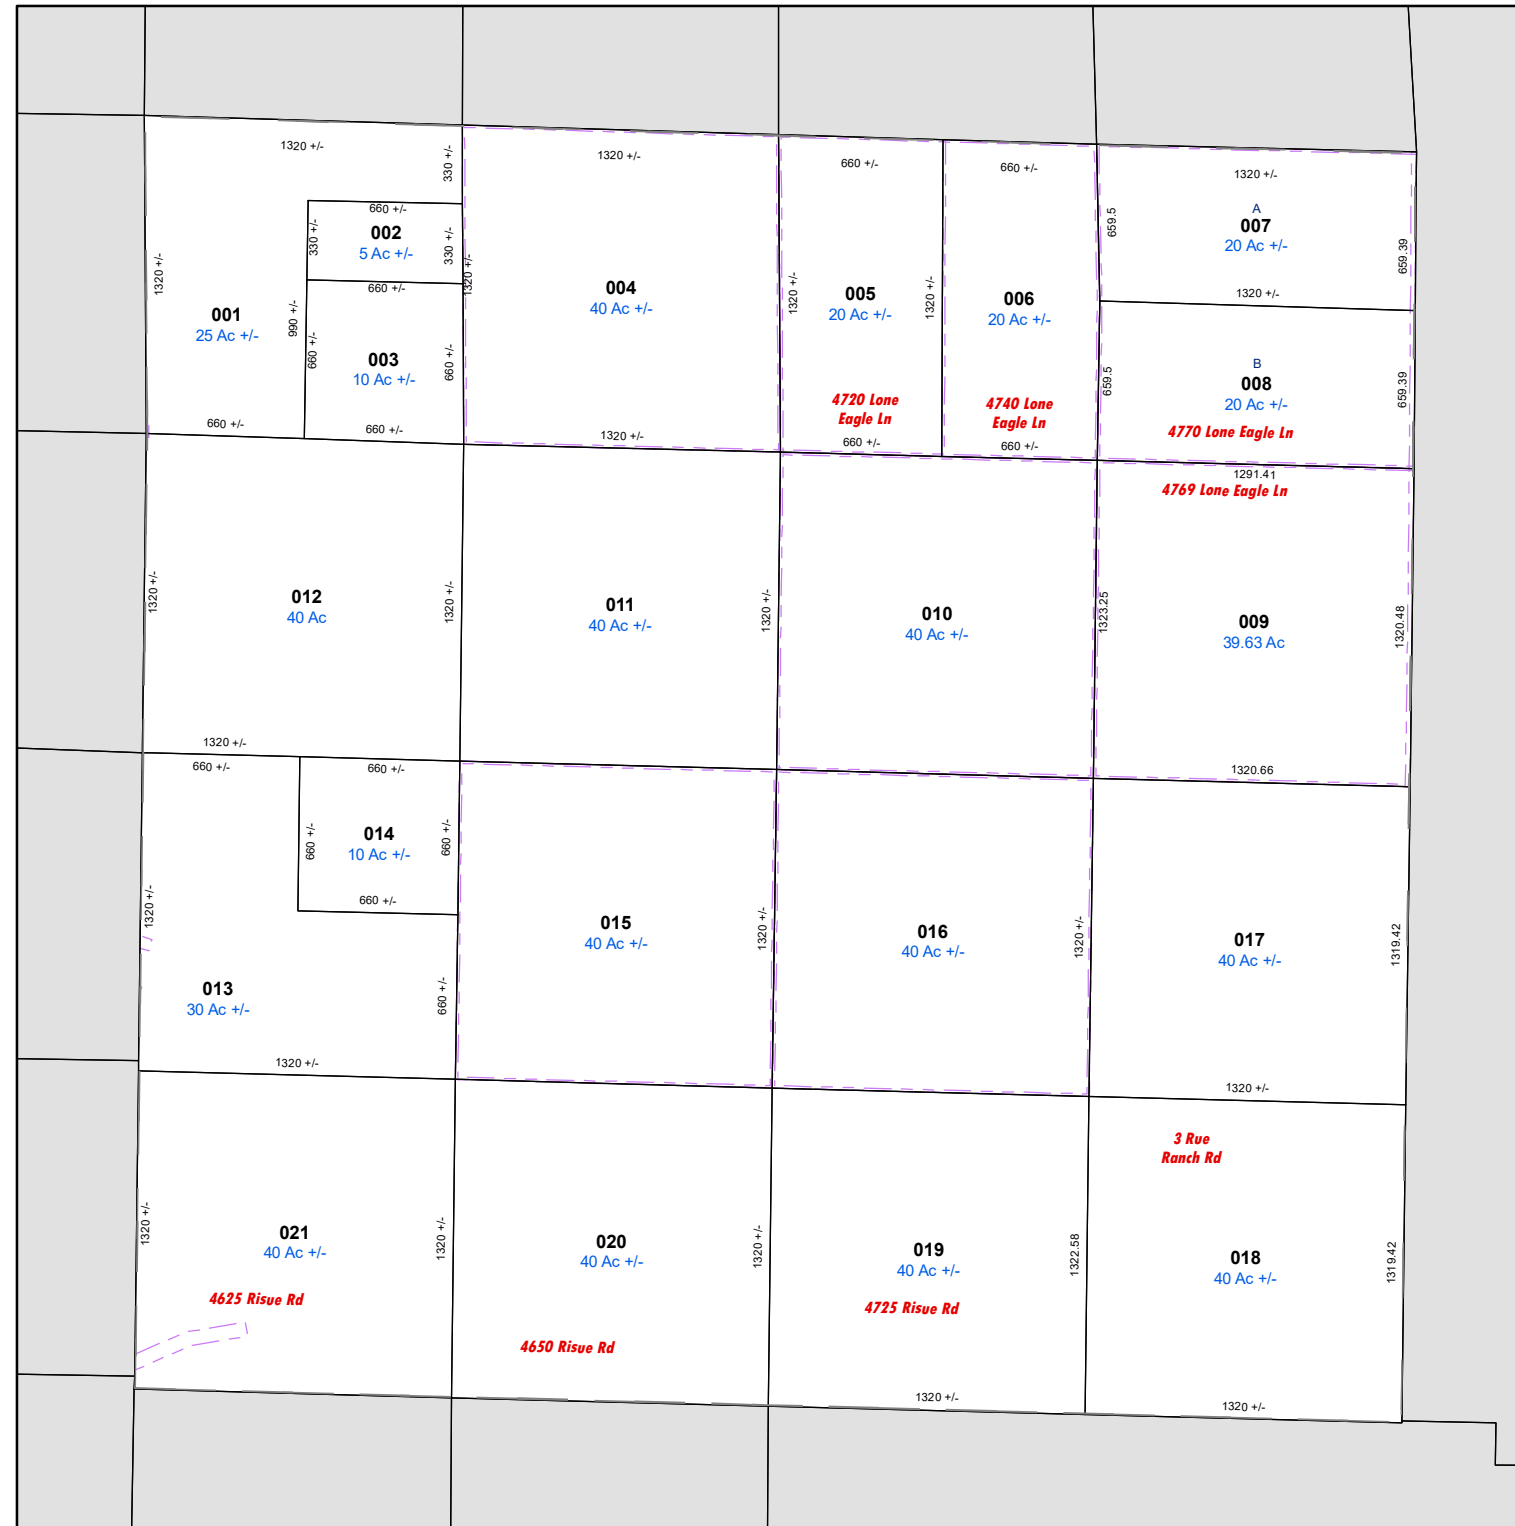 1320 +/-
330 +/-
1320 +/-
660 +/-
660 +/-
1320 +/-
660 +/-
330 +/-
002
5 Ac +/-
330 +/-
660 +/-
1320 +/-
1320 +/-
001
25 Ac +/-
990 +/-
660 +/-
003
10 Ac +/-
660 +/-
660 +/-
660 +/-
004
40 Ac +/-
1320 +/-
1320 +/-
005
20 Ac +/-
1320 +/-
4720 Lone
Eagle Ln
660 +/-
006
20 Ac +/-
4740 Lone
Eagle Ln
660 +/-
659.5
A
007
20 Ac +/-
659.39
1320 +/-
659.5
B
008
20 Ac +/-
659.39
4770 Lone Eagle Ln
1291.41
4769 Lone Eagle Ln
1320 +/-
012
40 Ac
1320 +/-
1320 +/-
011
40 Ac +/-
1320 +/-
010
40 Ac +/-
1323.25
009
39.63 Ac
1320.48
1320.66
660 +/-
660 +/-
660 +/-
014
10 Ac +/-
660 +/-
660 +/-
1320 +/-
013
30 Ac +/-
660 +/-
1320 +/-
015
40 Ac +/-
1320 +/-
016
40 Ac +/-
1320 +/-
017
40 Ac +/-
1319.42
1320 +/-
1320 +/-
021
40 Ac +/-
1320 +/-
4625 Risue Rd
020
40 Ac +/-
1320 +/-
4650 Risue Rd
019
40 Ac +/-
1322.58
4725 Risue Rd
1320 +/-
3 Rue
Ranch Rd
018
40 Ac +/-
1319.42
1320 +/-